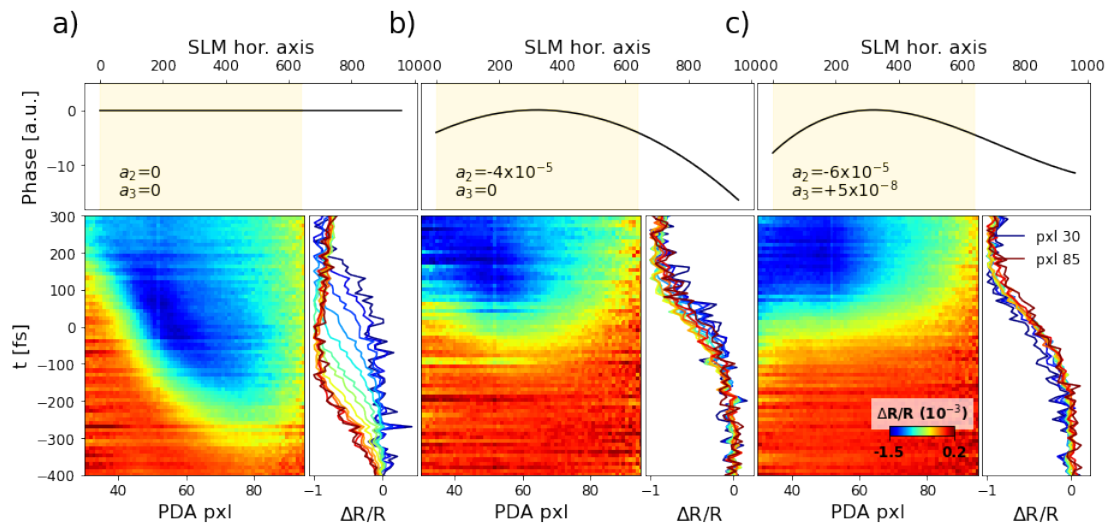 a)
b)
c)
SLM hor. axis
SLM hor. axis
SLM hor. axis
0 200 400 600 800 1000
0 200 400 600 800 1000
0 200 400 600 800 1000
Phase [a.u.]
0
−10
a₂=0
a₃=0
a₂=-4x10⁻⁵
a₃=0
a₂=-6x10⁻⁵
a₃=+5x10⁻⁸
t [fs]
300
200
100
0
−100
−200
−300
−400
pxl 30
pxl 85
ΔR/R (10⁻³)
-1.5 0.2
40 60 80
−1 0
40 60 80
−1 0
40 60 80
−1 0
PDA pxl
ΔR/R
PDA pxl
ΔR/R
PDA pxl
ΔR/R